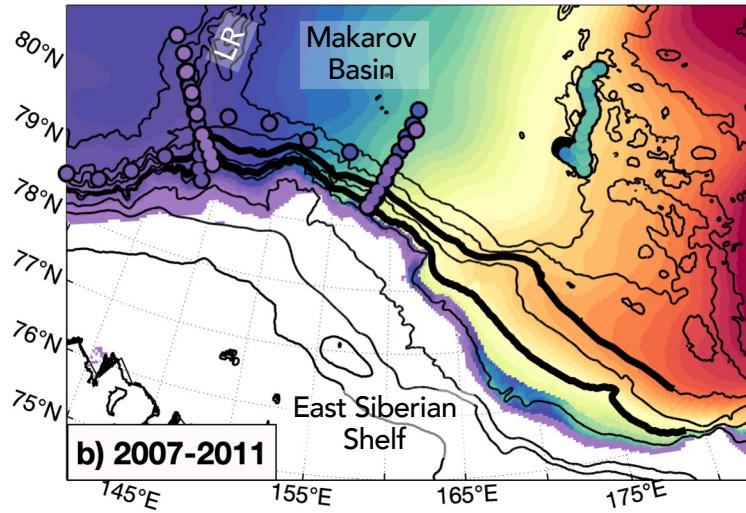 80°N
79°N
78°N
77°N
76°N
75°N
LR
Makarov
Basin
East Siberian
Shelf
b) 2007-2011
145°E
155°E
165°E
175°E